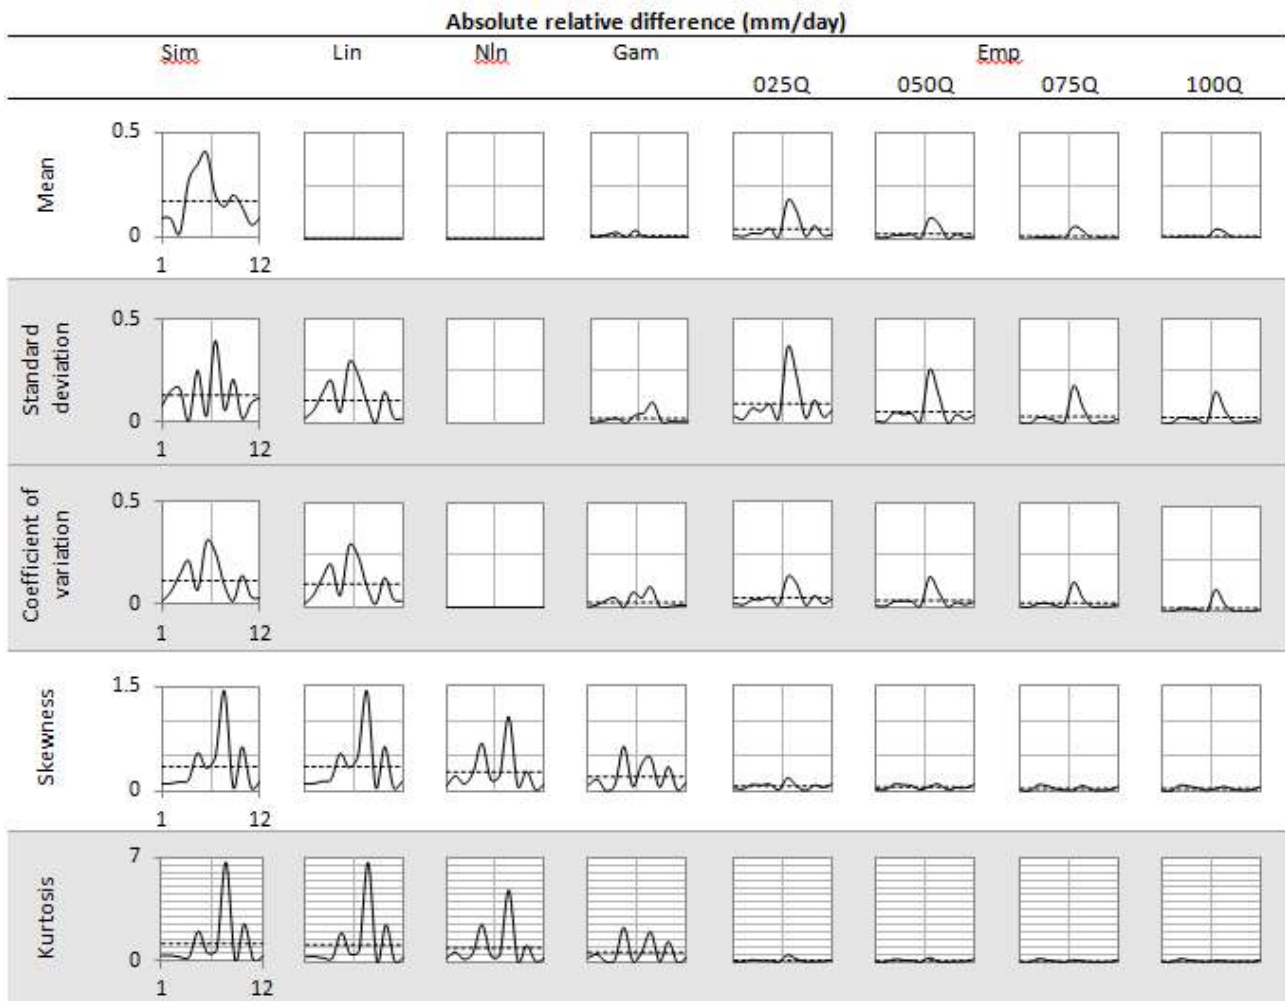 Absolute relative difference (mm/day)
Sim Lin Nln Gam Emp
025Q 050Q 075Q 100Q
Mean
0.5
0
1 12
Standard
deviation
0.5
0
1 12
Coefficient of
variation
0.5
0
1 12
Skewness
1.5
0
1 12
Kurtosis
7
0
1 12